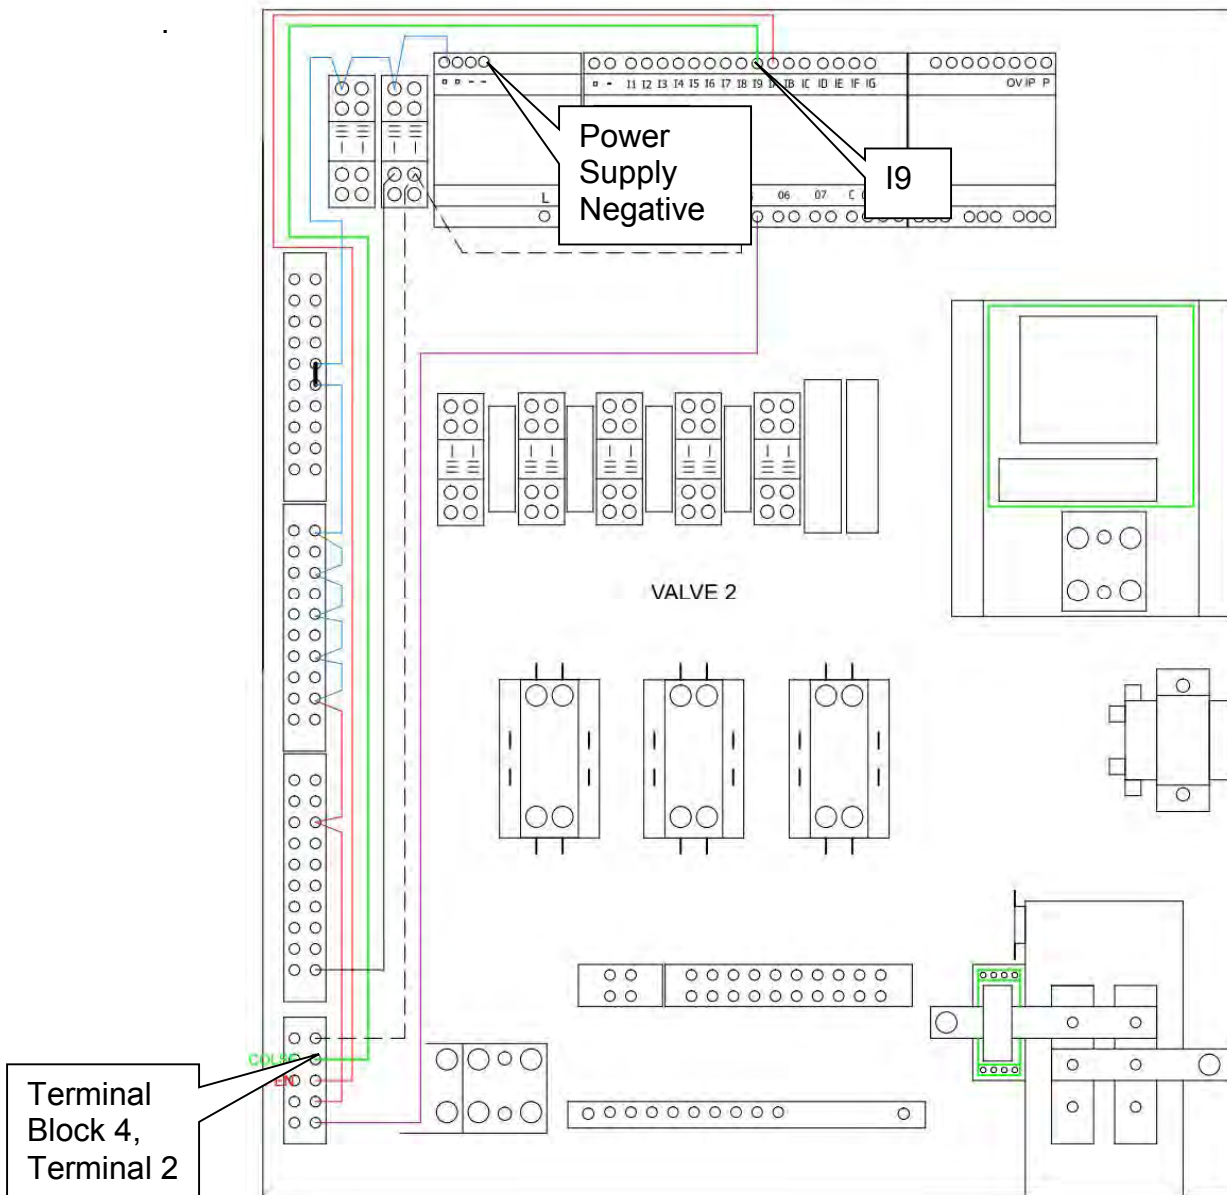 I1 I2 I3 I4 I5 I6 I7 I8 I9 IB IC ID IE IF IG
OV IP P
Power
Supply
Negative
I9
L
06 07 C
VALVE 2
EN
Terminal
Block 4,
Terminal 2